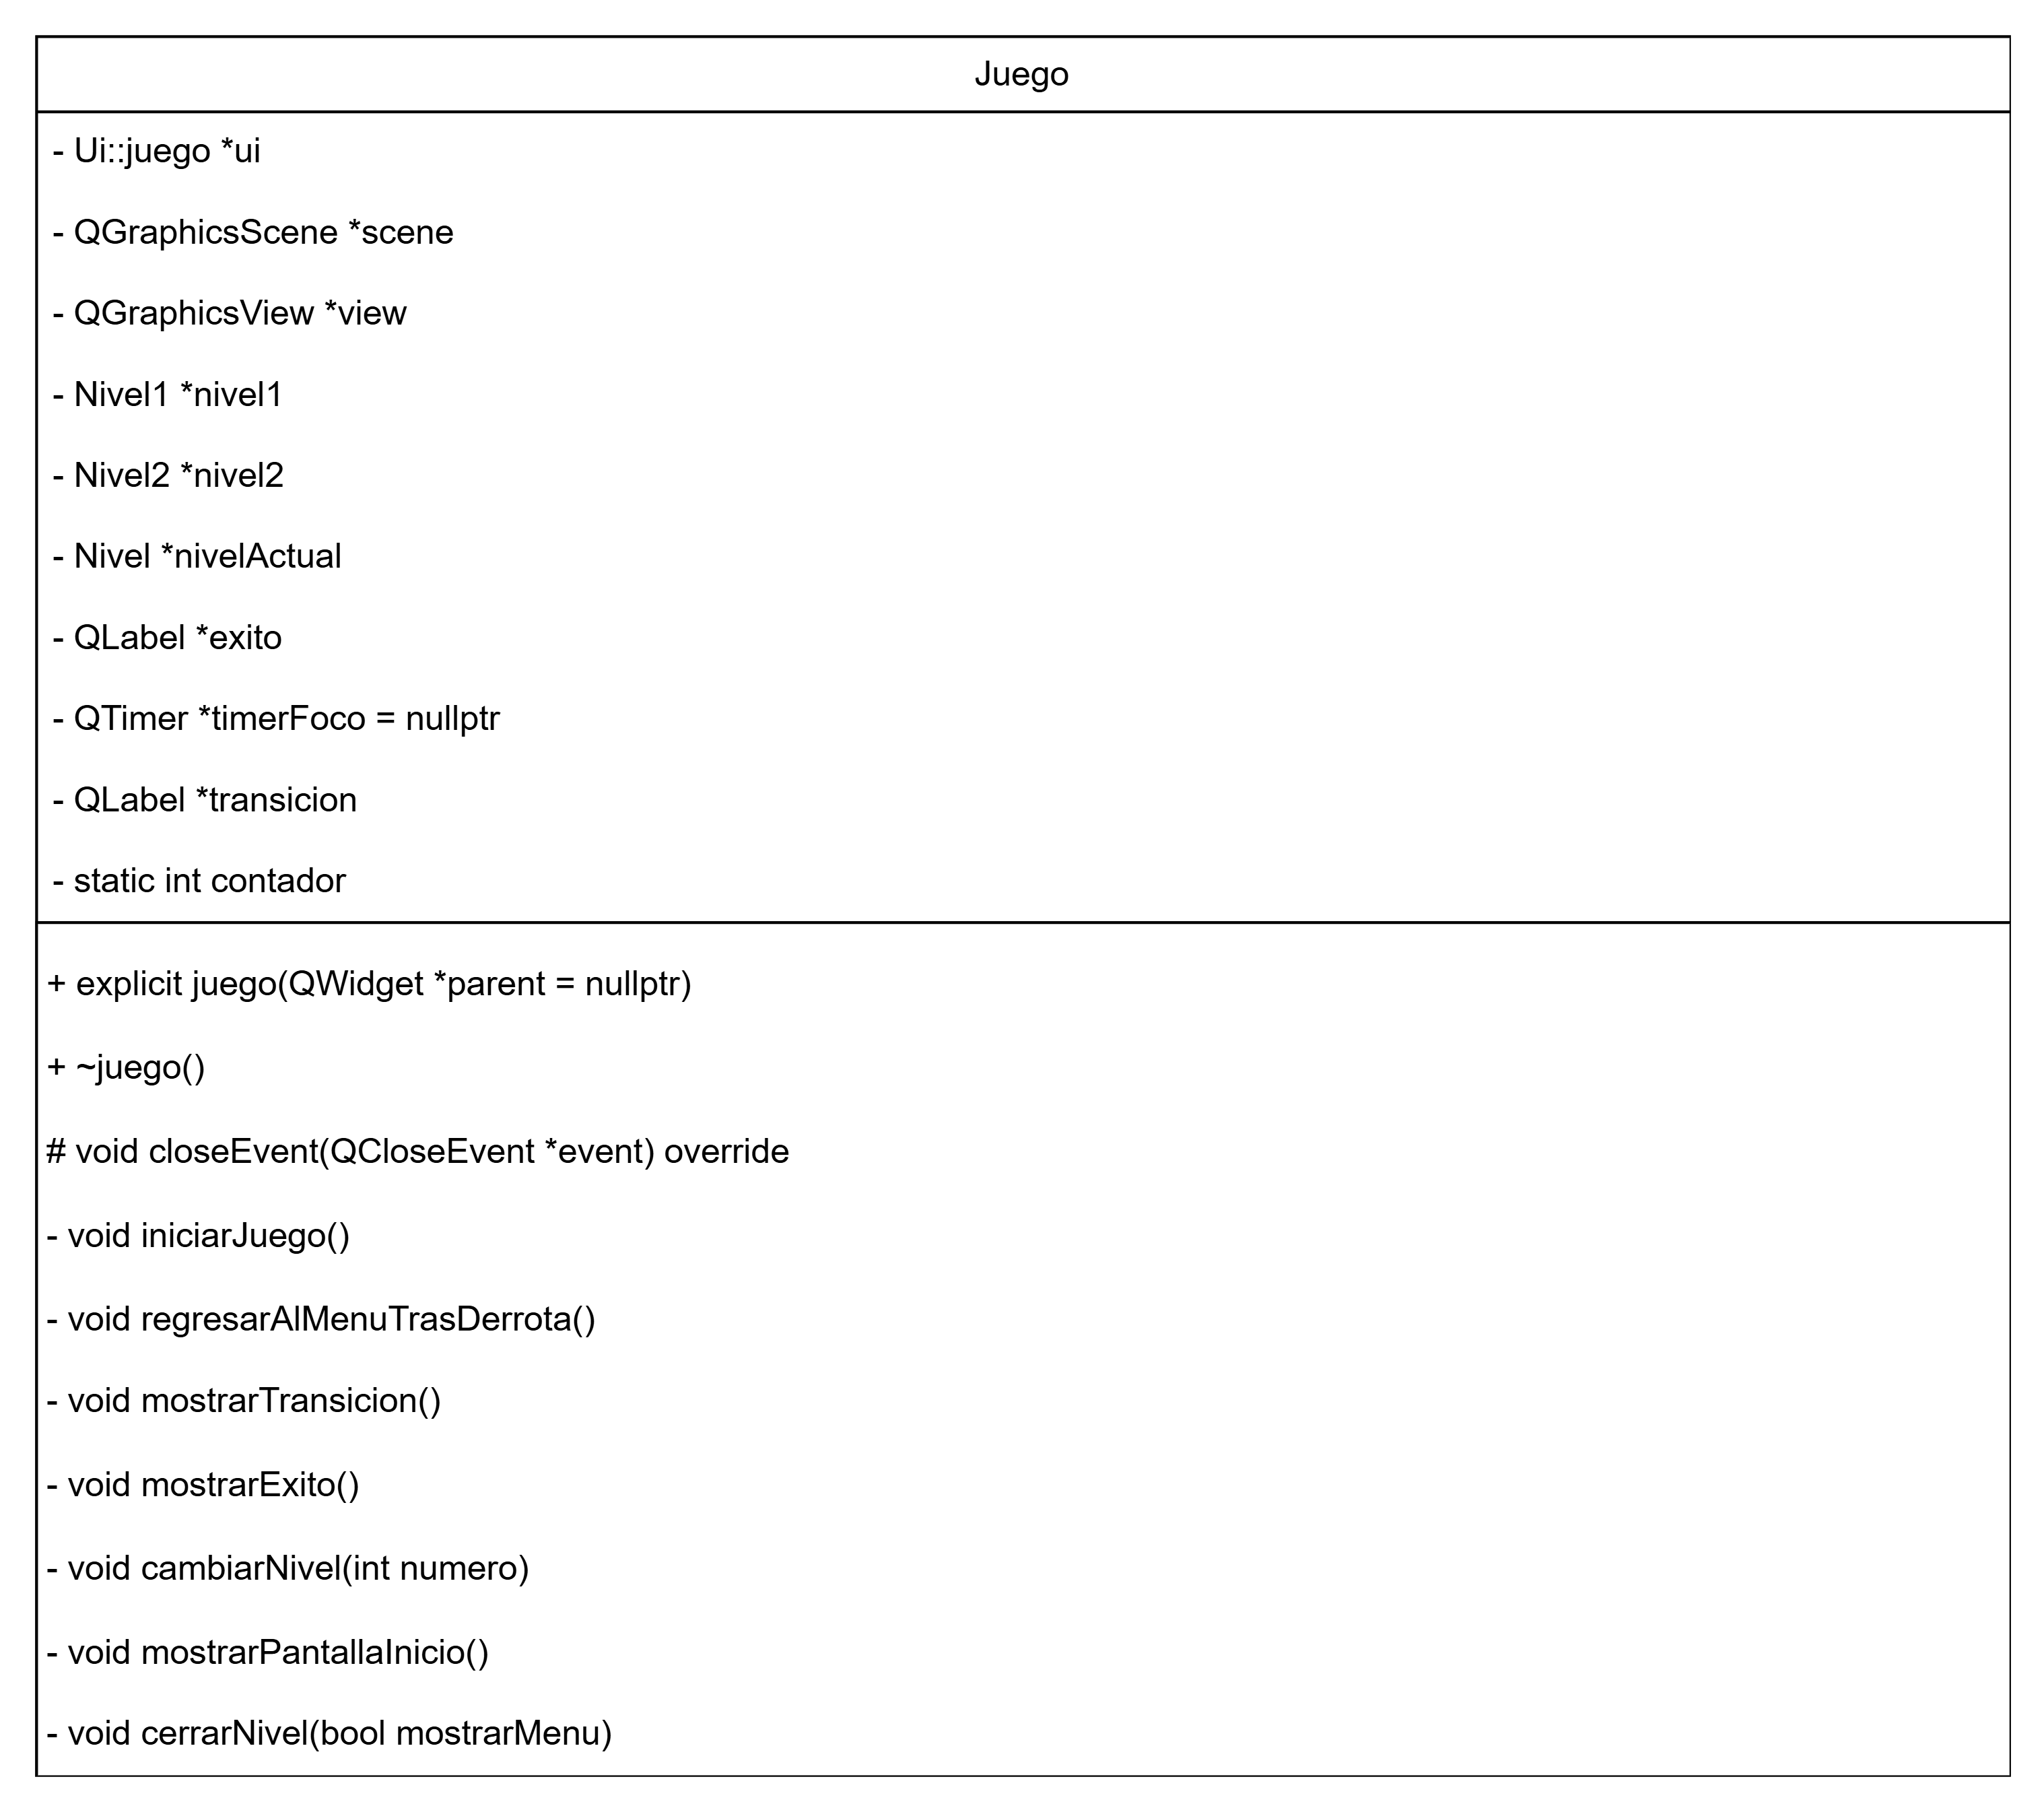 Juego
- Ui::juego *ui
- QGraphicsScene *scene
- QGraphicsView *view
- Nivel1 *nivel1
- Nivel2 *nivel2
- Nivel *nivelActual
- QLabel *exito
- QTimer *timerFoco = nullptr
- QLabel *transicion
- static int contador
+ explicit juego(QWidget *parent = nullptr)
+ ~juego()
# void closeEvent(QCloseEvent *event) override
- void iniciarJuego()
- void regresarAlMenuTrasDerrota()
- void mostrarTransicion()
- void mostrarExito()
- void cambiarNivel(int numero)
- void mostrarPantallaInicio()
- void cerrarNivel(bool mostrarMenu)